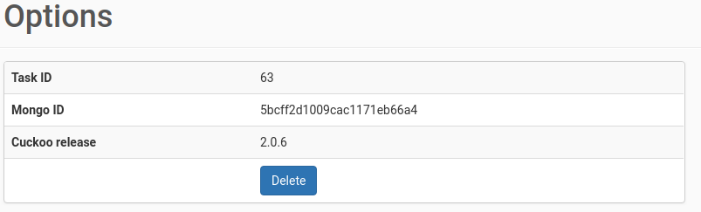 Options
Task ID 63
Mongo ID 5bcff2d1009cac1171eb66a4
Cuckoo release 2.0.6
Delete